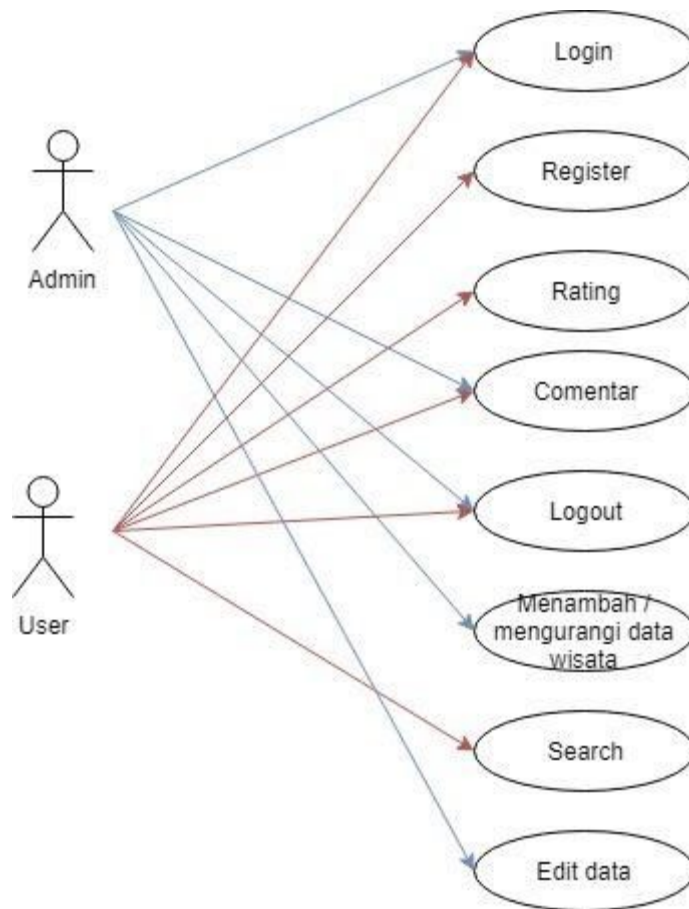 Login
Register
Admin
Rating
Comentar
Logout
User
Menambah /
mengurangi data
wisata
Search
Edit data